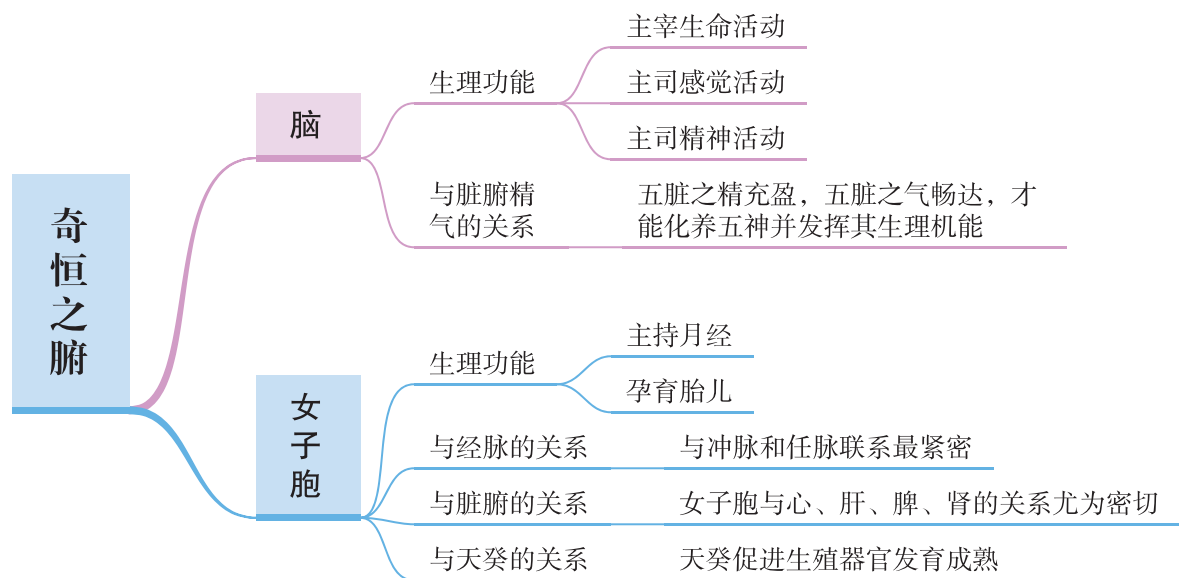 奇恒之腑
脑
生理功能
主宰生命活动
主司感觉活动
主司精神活动
与脏腑精
气的关系
五脏之精充盈，五脏之气畅达，才
能化养五神并发挥其生理机能
女子胞
生理功能
主持月经
孕育胎儿
与经脉的关系
与冲脉和任脉联系最紧密
与脏腑的关系
女子胞与心、肝、脾、肾的关系尤为密切
与天癸的关系
天癸促进生殖器官发育成熟